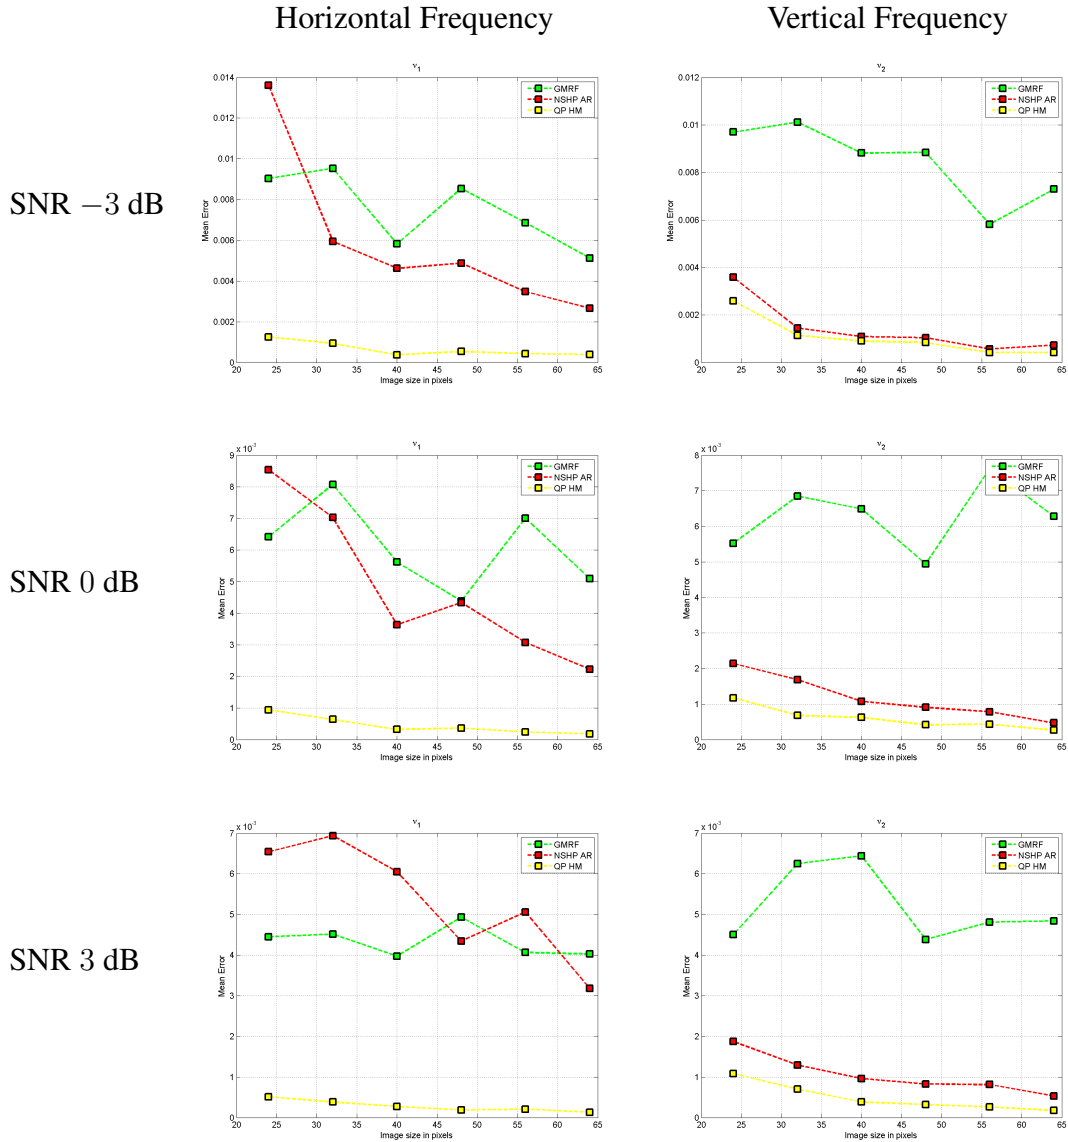 Horizontal Frequency
Vertical Frequency
SNR −3 dB
ν1
0.014
0.012
0.01
0.008
0.006
0.004
0.002
0
Mean Error
20 25 30 35 40 45 50 55 60 65
Image size in pixels
GMRF
NSHP AR
QP HM
ν2
0.012
0.01
0.008
0.006
0.004
0.002
0
Mean Error
20 25 30 35 40 45 50 55 60 65
Image size in pixels
GMRF
NSHP AR
QP HM
SNR 0 dB
x 10⁻³
ν1
9
8
7
6
5
4
3
2
1
0
Mean Error
20 25 30 35 40 45 50 55 60 65
Image size in pixels
GMRF
NSHP AR
QP HM
x 10⁻³
ν2
8
7
6
5
4
3
2
1
0
Mean Error
20 25 30 35 40 45 50 55 60 65
Image size in pixels
GMRF
NSHP AR
QP HM
SNR 3 dB
x 10⁻³
ν1
7
6
5
4
3
2
1
0
Mean Error
20 25 30 35 40 45 50 55 60 65
Image size in pixels
GMRF
NSHP AR
QP HM
x 10⁻³
ν2
7
6
5
4
3
2
1
0
Mean Error
20 25 30 35 40 45 50 55 60 65
Image size in pixels
GMRF
NSHP AR
QP HM